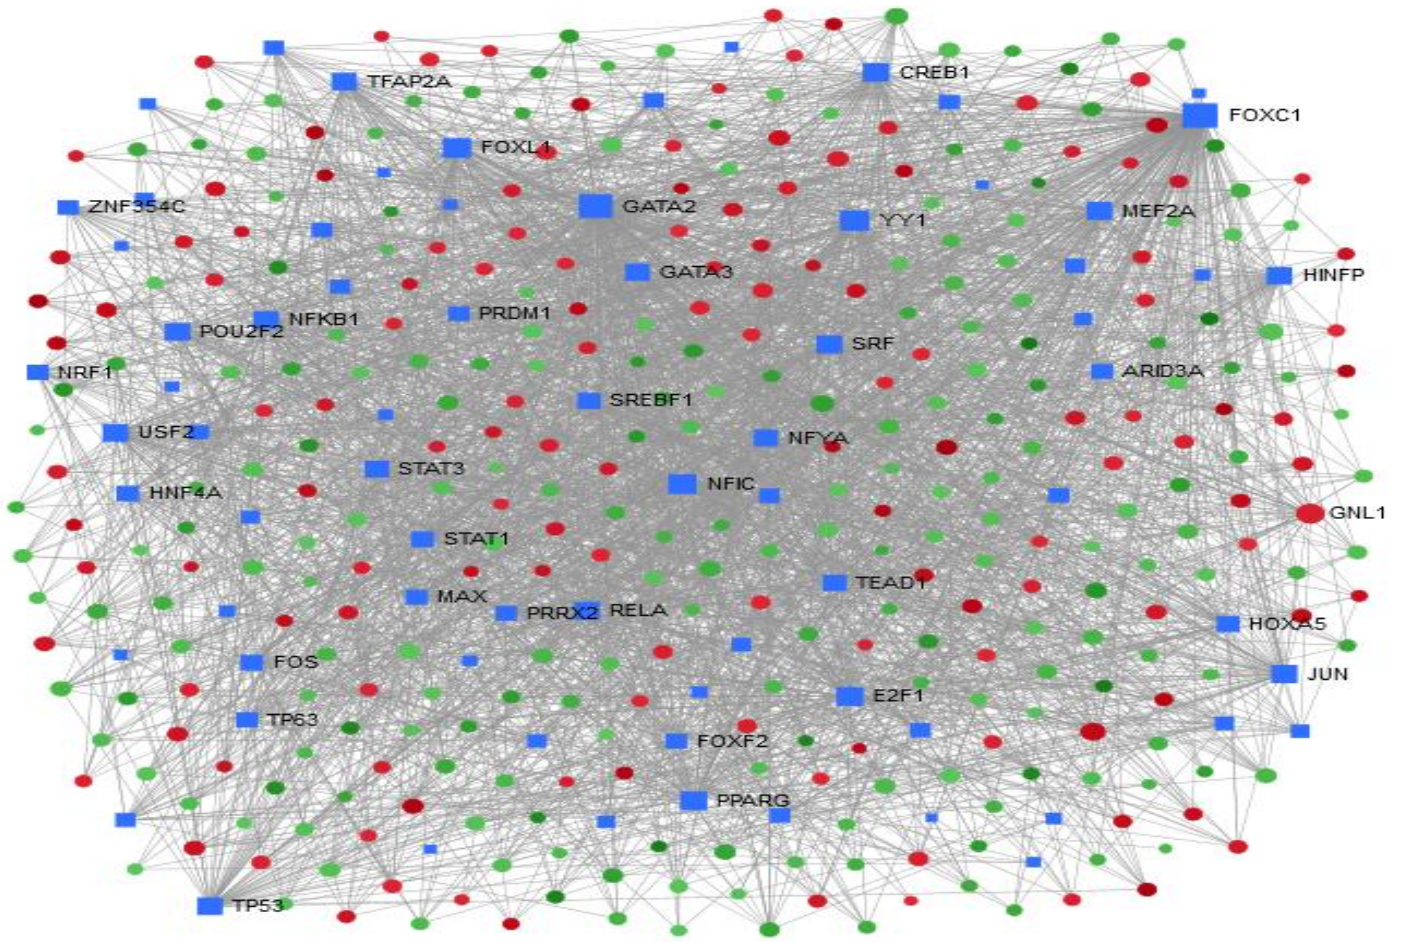 CREB1
TFAP2A
FOXC1
FOXL1
ZNF354C
GATA2
MEF2A
YY1
GATA3
HINFP
PRDM1
NFKB1
POU2F2
SRF
NRF1
ARID3A
SREBF1
USF2
NFYA
STAT3
NFIC
HNF4A
GNL1
STAT1
TEAD1
MAX
PRRX2
RELA
HOXA5
FOS
JUN
E2F1
TP63
FOXF2
PPARG
TP53